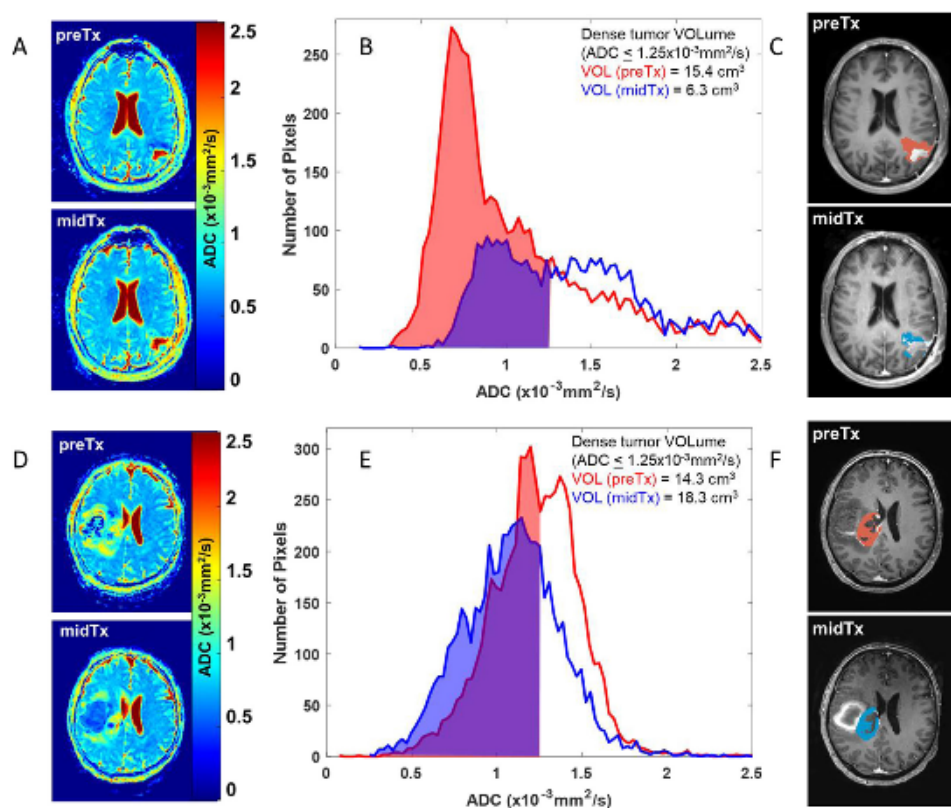 A
preTx
midTx
2.5
2
1.5
1
0.5
0
ADC (x10⁻³mm²/s)
B
Dense tumor VOLume
(ADC ≤ 1.25x10⁻³mm²/s)
VOL (preTx) = 15.4 cm³
VOL (midTx) = 6.3 cm³
Number of Pixels
250
200
150
100
50
0
0 0.5 1 1.5 2 2.5
ADC (x10⁻³mm²/s)
C
preTx
midTx
D
preTx
midTx
2.5
2
1.5
1
0.5
0
ADC (x10⁻³mm²/s)
E
Dense tumor VOLume
(ADC ≤ 1.25x10⁻³mm²/s)
VOL (preTx) = 14.3 cm³
VOL (midTx) = 18.3 cm³
Number of Pixels
300
250
200
150
100
50
0
0 0.5 1 1.5 2 2.5
ADC (x10⁻³mm²/s)
F
preTx
midTx